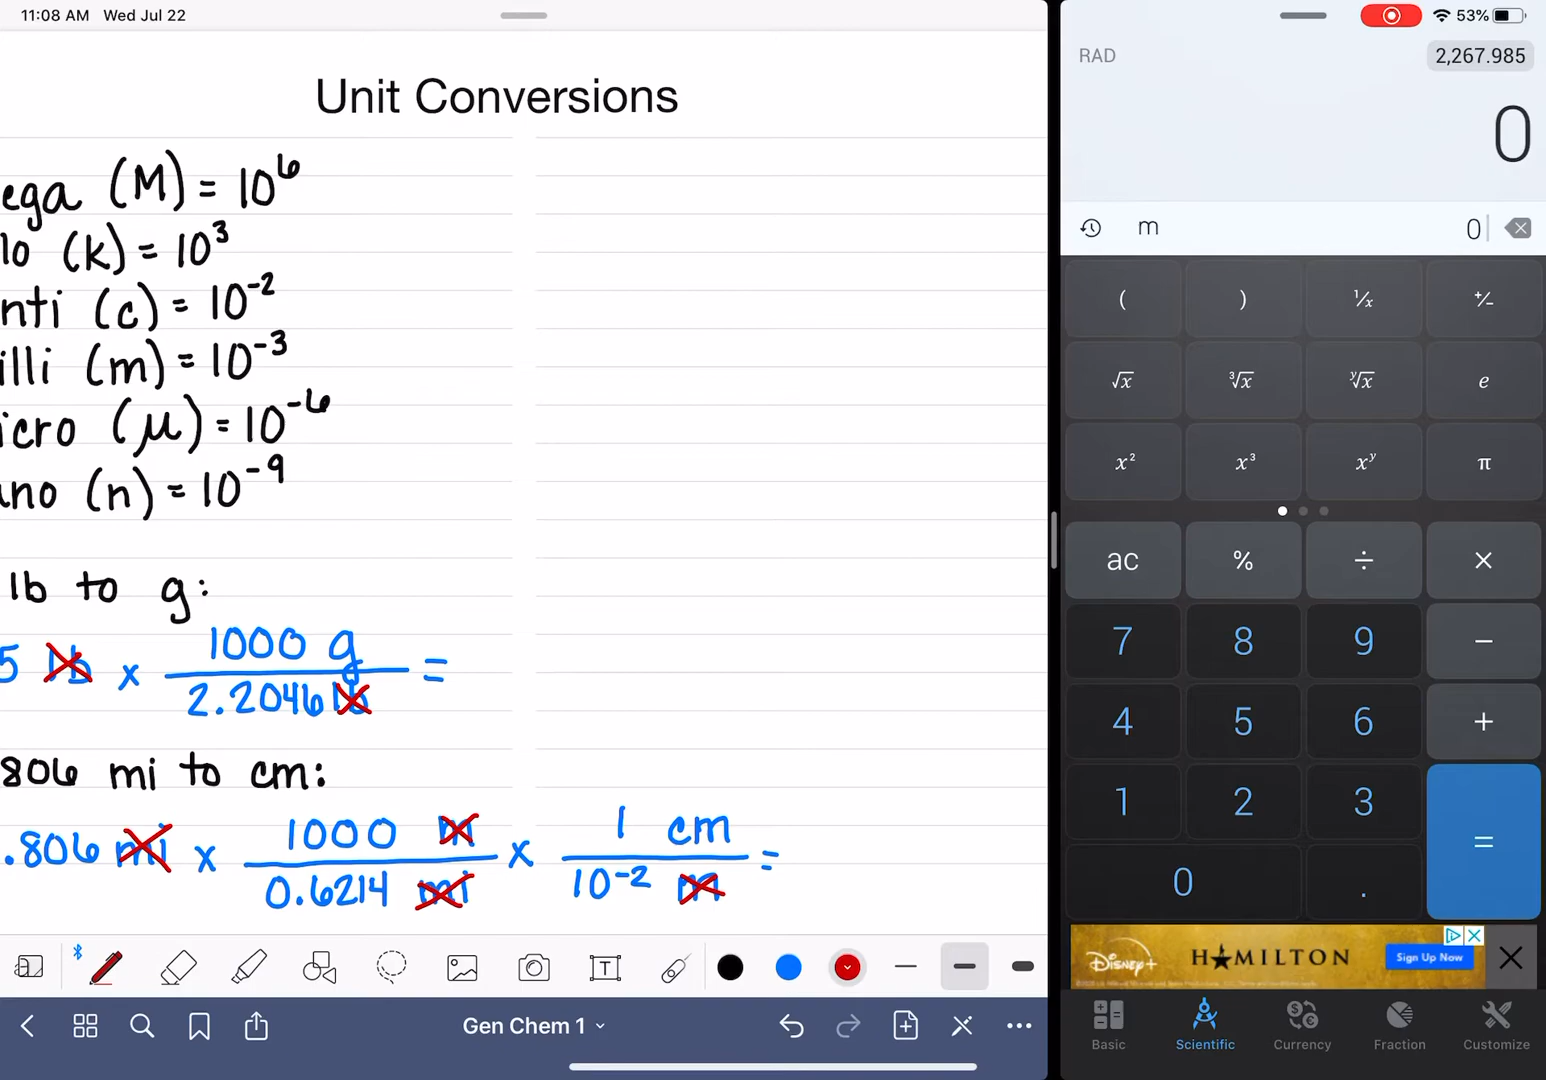 11:08 AM Wed Jul 22
53%
Unit Conversions
ega (M) = 10⁶
lo (k) = 10³
nti (c) = 10⁻²
illi (m) = 10⁻³
icro (μ) = 10⁻⁶
ano (n) = 10⁻⁹
lb to g:
5 lb x 1000 g / 2.2046 lb =
806 mi to cm:
.806 mi x 1000 m / 0.6214 mi x 1 cm / 10⁻² m =
Gen Chem 1
RAD 2,267.985
0
m 0
( ) ¹/x +/-
√x ³√x ʸ√x e
x² x³ xʸ π
ac % ÷ ×
7 8 9 −
4 5 6 +
1 2 3 =
0 .
Disney+ HAMILTON Sign Up Now
Basic Scientific Currency Fraction Customize